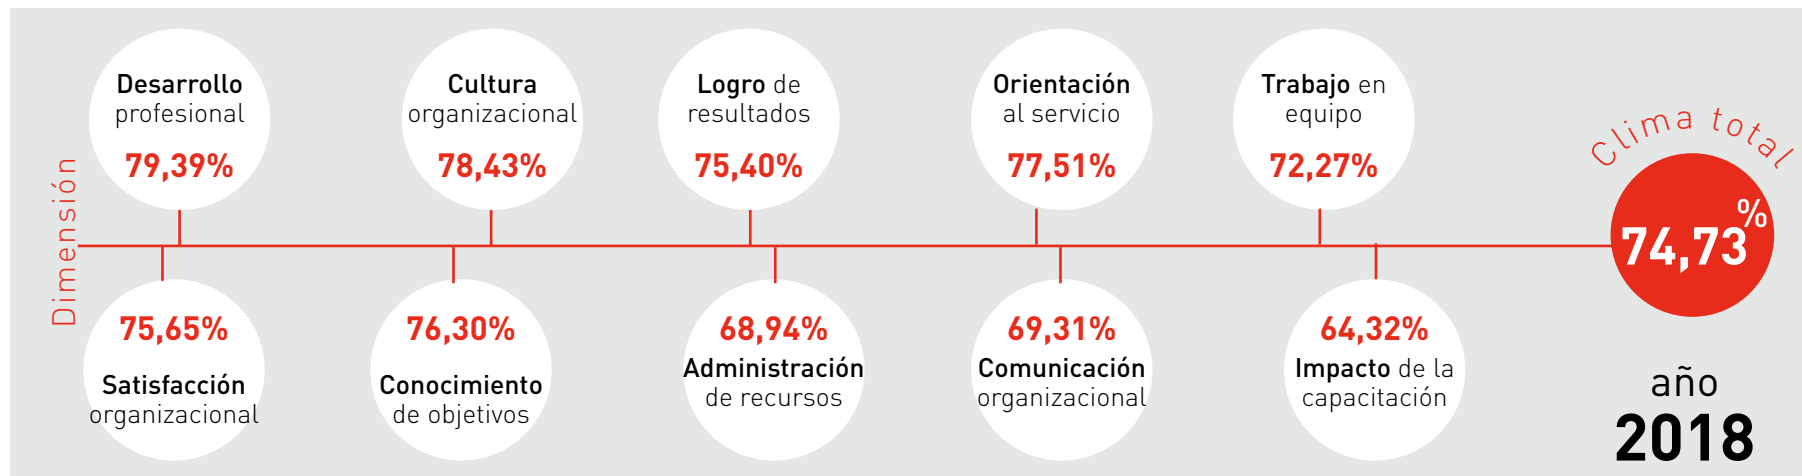 Dimensión
Desarrollo
profesional
79,39%
Cultura
organizacional
78,43%
Logro de
resultados
75,40%
Orientación
al servicio
77,51%
Trabajo en
equipo
72,27%
75,65%
Satisfacción
organizacional
76,30%
Conocimiento
de objetivos
68,94%
Administración
de recursos
69,31%
Comunicación
organizacional
64,32%
Impacto de la
capacitación
Clima total
74,73%
año
2018